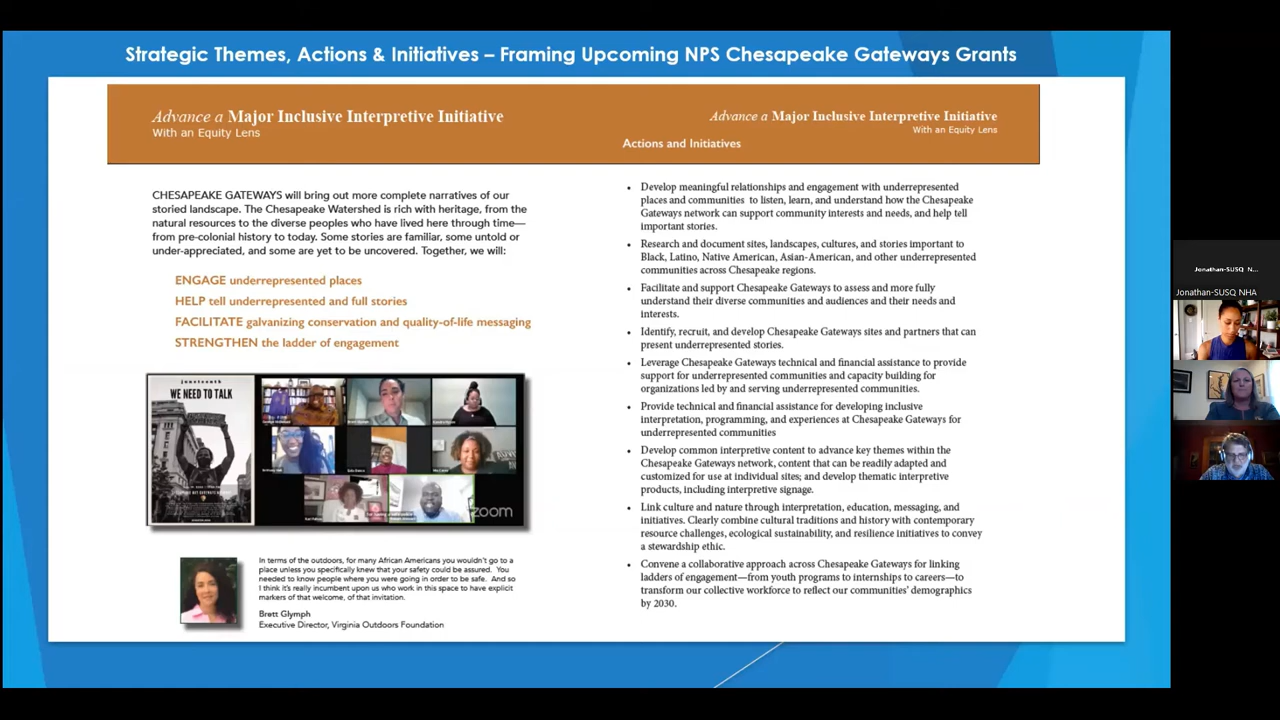 Strategic Themes, Actions & Initiatives – Framing Upcoming NPS Chesapeake Gateways Grants
Advance a Major Inclusive Interpretive Initiative
With an Equity Lens
CHESAPEAKE GATEWAYS will bring out more complete narratives of our
storied landscape. The Chesapeake Watershed is rich with heritage, from the
natural resources to the diverse peoples who have lived here through time—
from pre-colonial history to today. Some stories are familiar, some untold or
under-appreciated, and some are yet to be uncovered. Together, we will:
ENGAGE underrepresented places
HELP tell underrepresented and full stories
FACILITATE galvanizing conservation and quality-of-life messaging
STRENGTHEN the ladder of engagement
juneteenth
WE NEED TO TALK
zoom
In terms of the outdoors, for many African Americans you wouldn't go to a
place unless you specifically knew that your safety could be assured. You
needed to know people where you were going in order to be safe. And so
I think it's really incumbent upon us who work in this space to have explicit
markers of that welcome, of that invitation.
Brett Glymph
Executive Director, Virginia Outdoors Foundation
Advance a Major Inclusive Interpretive Initiative
With an Equity Lens
Actions and Initiatives
• Develop meaningful relationships and engagement with underrepresented
places and communities to listen, learn, and understand how the Chesapeake
Gateways network can support community interests and needs, and help tell
important stories.
• Research and document sites, landscapes, cultures, and stories important to
Black, Latino, Native American, Asian-American, and other underrepresented
communities across Chesapeake regions.
• Facilitate and support Chesapeake Gateways to assess and more fully
understand their diverse communities and audiences and their needs and
interests.
• Identify, recruit, and develop Chesapeake Gateways sites and partners that can
present underrepresented stories.
• Leverage Chesapeake Gateways technical and financial assistance to provide
support for underrepresented communities and capacity building for
organizations led by and serving underrepresented communities.
• Provide technical and financial assistance for developing inclusive
interpretation, programming, and experiences at Chesapeake Gateways for
underrepresented communities
• Develop common interpretive content to advance key themes within the
Chesapeake Gateways network, content that can be readily adapted and
customized for use at individual sites; and develop thematic interpretive
products, including interpretive signage.
• Link culture and nature through interpretation, education, messaging, and
initiatives. Clearly combine cultural traditions and history with contemporary
resource challenges, ecological sustainability, and resilience initiatives to convey
a stewardship ethic.
• Convene a collaborative approach across Chesapeake Gateways for linking
ladders of engagement—from youth programs to internships to careers—to
transform our collective workforce to reflect our communities' demographics
by 2030.
Jonathan-SUSQ N...
Jonathan-SUSQ NHA